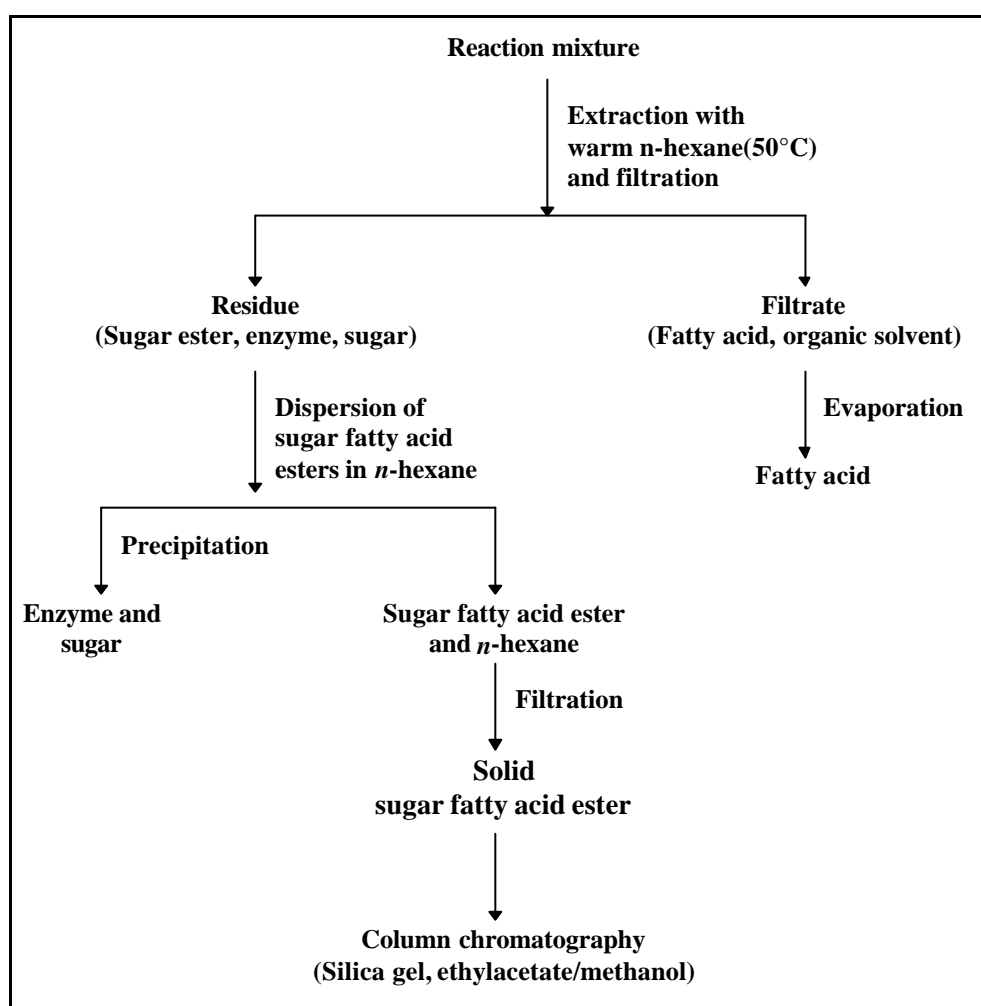 Reaction mixture
Extraction with
warm n-hexane(50°C)
and filtration
Residue
(Sugar ester, enzyme, sugar)
Filtrate
(Fatty acid, organic solvent)
Dispersion of
sugar fatty acid
esters in n-hexane
Evaporation
Fatty acid
Precipitation
Enzyme and
sugar
Sugar fatty acid ester
and n-hexane
Filtration
Solid
sugar fatty acid ester
Column chromatography
(Silica gel, ethylacetate/methanol)